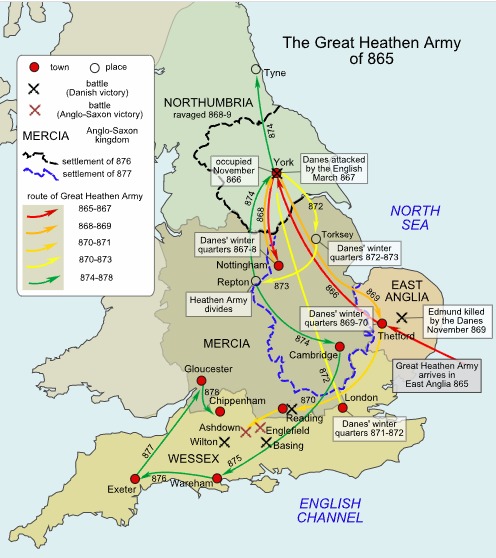 The Great Heathen Army
of 865
town
place
battle
(Danish victory)
battle
(Anglo-Saxon victory)
MERCIA
Anglo-Saxon
kingdom
settlement of 876
settlement of 877
route of Great Heathen Army
865-867
868-869
870-871
870-873
874-878
Tyne
NORTHUMBRIA
ravaged 868-9
874
occupied
November
866
York
Danes attacked
by the English
March 867
874
868
872
Torksey
NORTH
SEA
Danes' winter
quarters 867-8
Danes' winter
quarters 872-873
Nottingham
Repton
873
866
869
EAST
ANGLIA
Heathen Army
divides
Danes' winter
quarters 869-70
Edmund killed
by the Danes
November 869
Thetford
874
MERCIA
Cambridge
Great Heathen Army
arrives in
East Anglia 865
Gloucester
872
878
Chippenham
870
London
Reading
Ashdown
Englefield
Danes' winter
quarters 871-872
Wilton
Basing
877
WESSEX
875
876
Exeter
Wareham
ENGLISH
CHANNEL